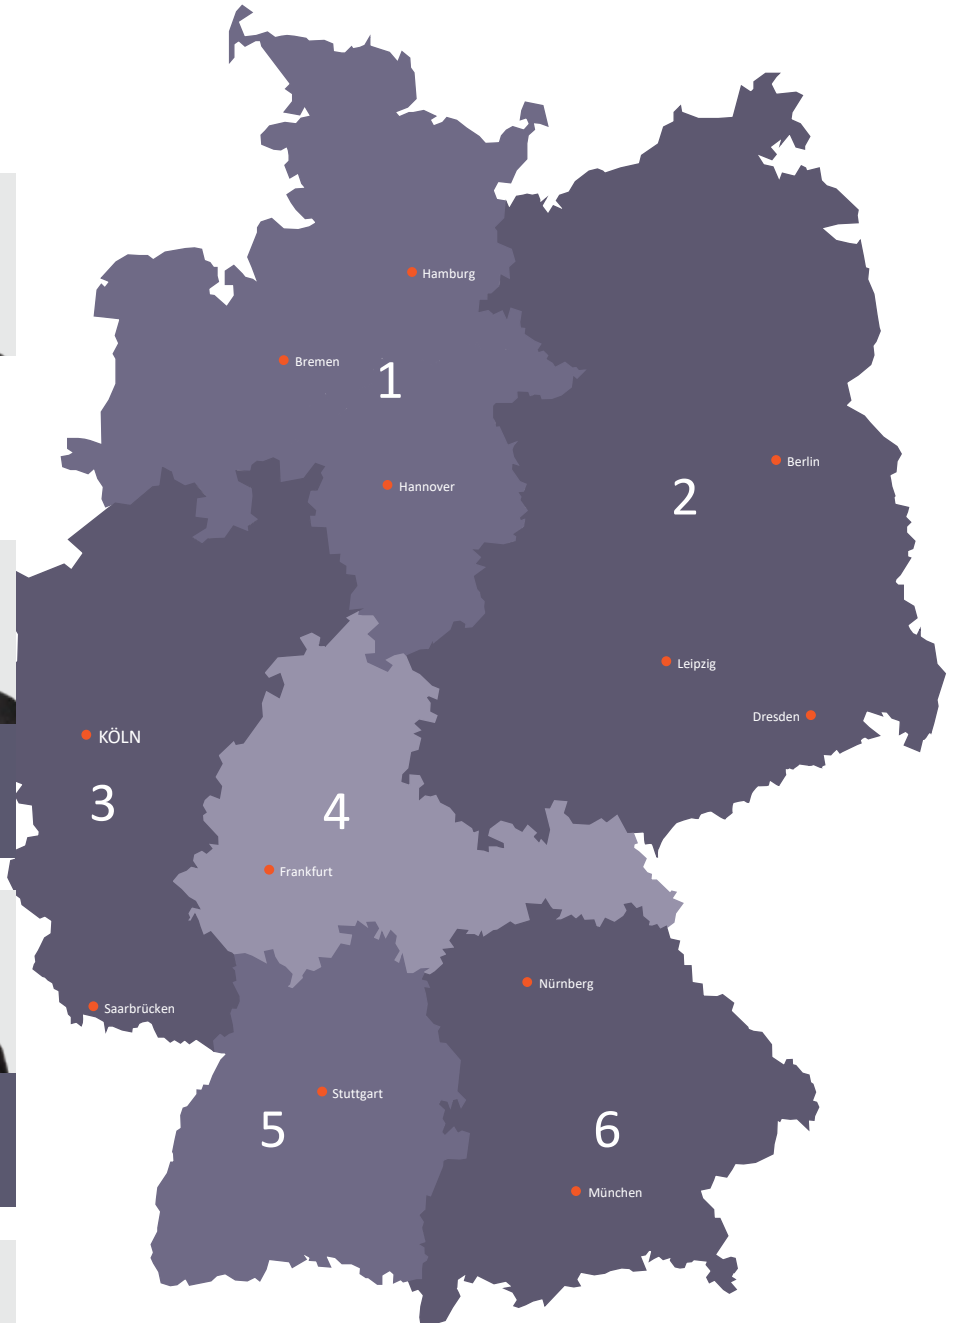 Hamburg
Bremen
1
Hannover
Berlin
2
Leipzig
Dresden
KÖLN
3
4
Frankfurt
Nürnberg
Saarbrücken
Stuttgart
5
6
München